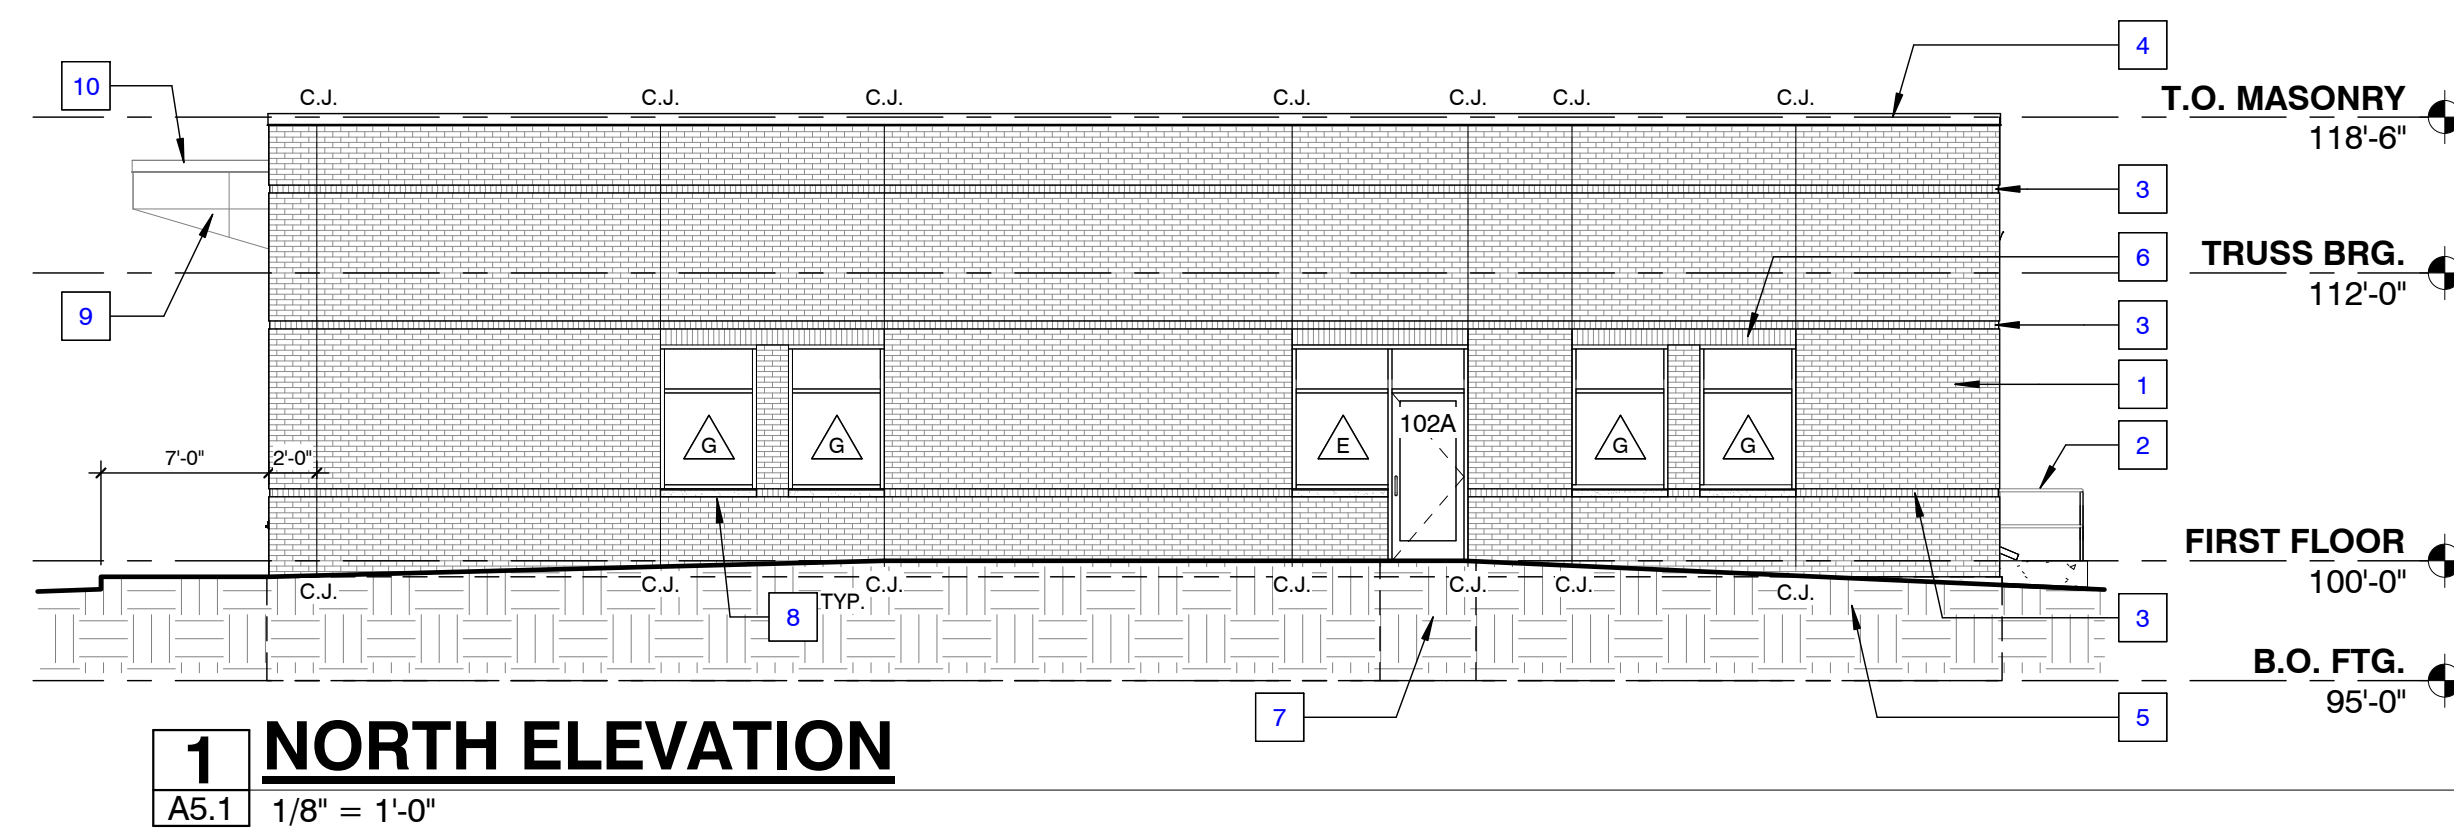 4
10
C.J. C.J. C.J. C.J. C.J. C.J. C.J.
T.O. MASONRY
118'-6"
3
6
TRUSS BRG.
112'-0"
9
3
1
102A
G G E G G
2
7'-0" 2'-0"
FIRST FLOOR
100'-0"
C.J. C.J. C.J. C.J. C.J. C.J. C.J.
8 TYP.
3
B.O. FTG.
95'-0"
7
5
1 NORTH ELEVATION
A5.1 1/8" = 1'-0"